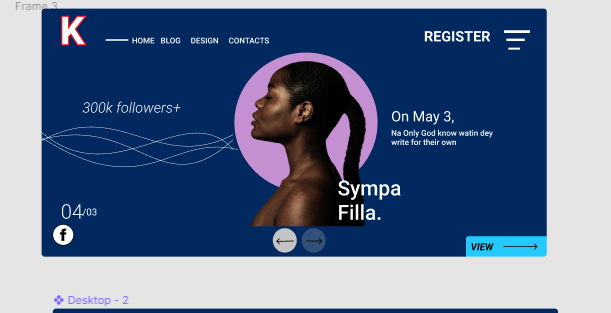 Frame 3
K
HOME BLOG DESIGN CONTACTS
REGISTER
300k followers+
On May 3,
Na Only God know watin dey
write for their own
Sympa
Filla.
04/03
f
VIEW
Desktop - 2